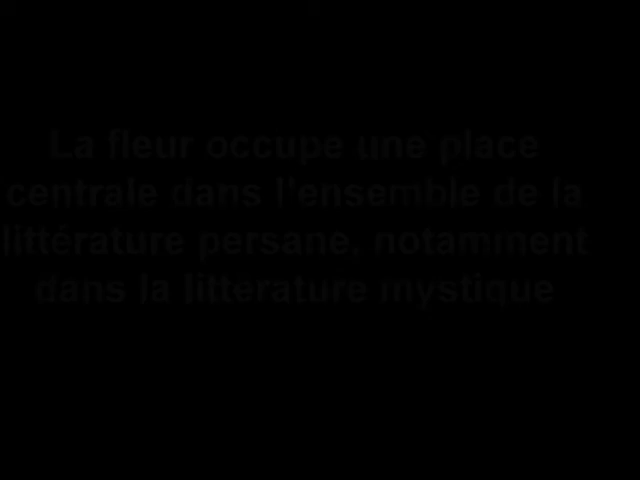 La fleur occupe une place
centrale dans l'ensemble de la
littérature persane, notamment
dans la littérature mystique